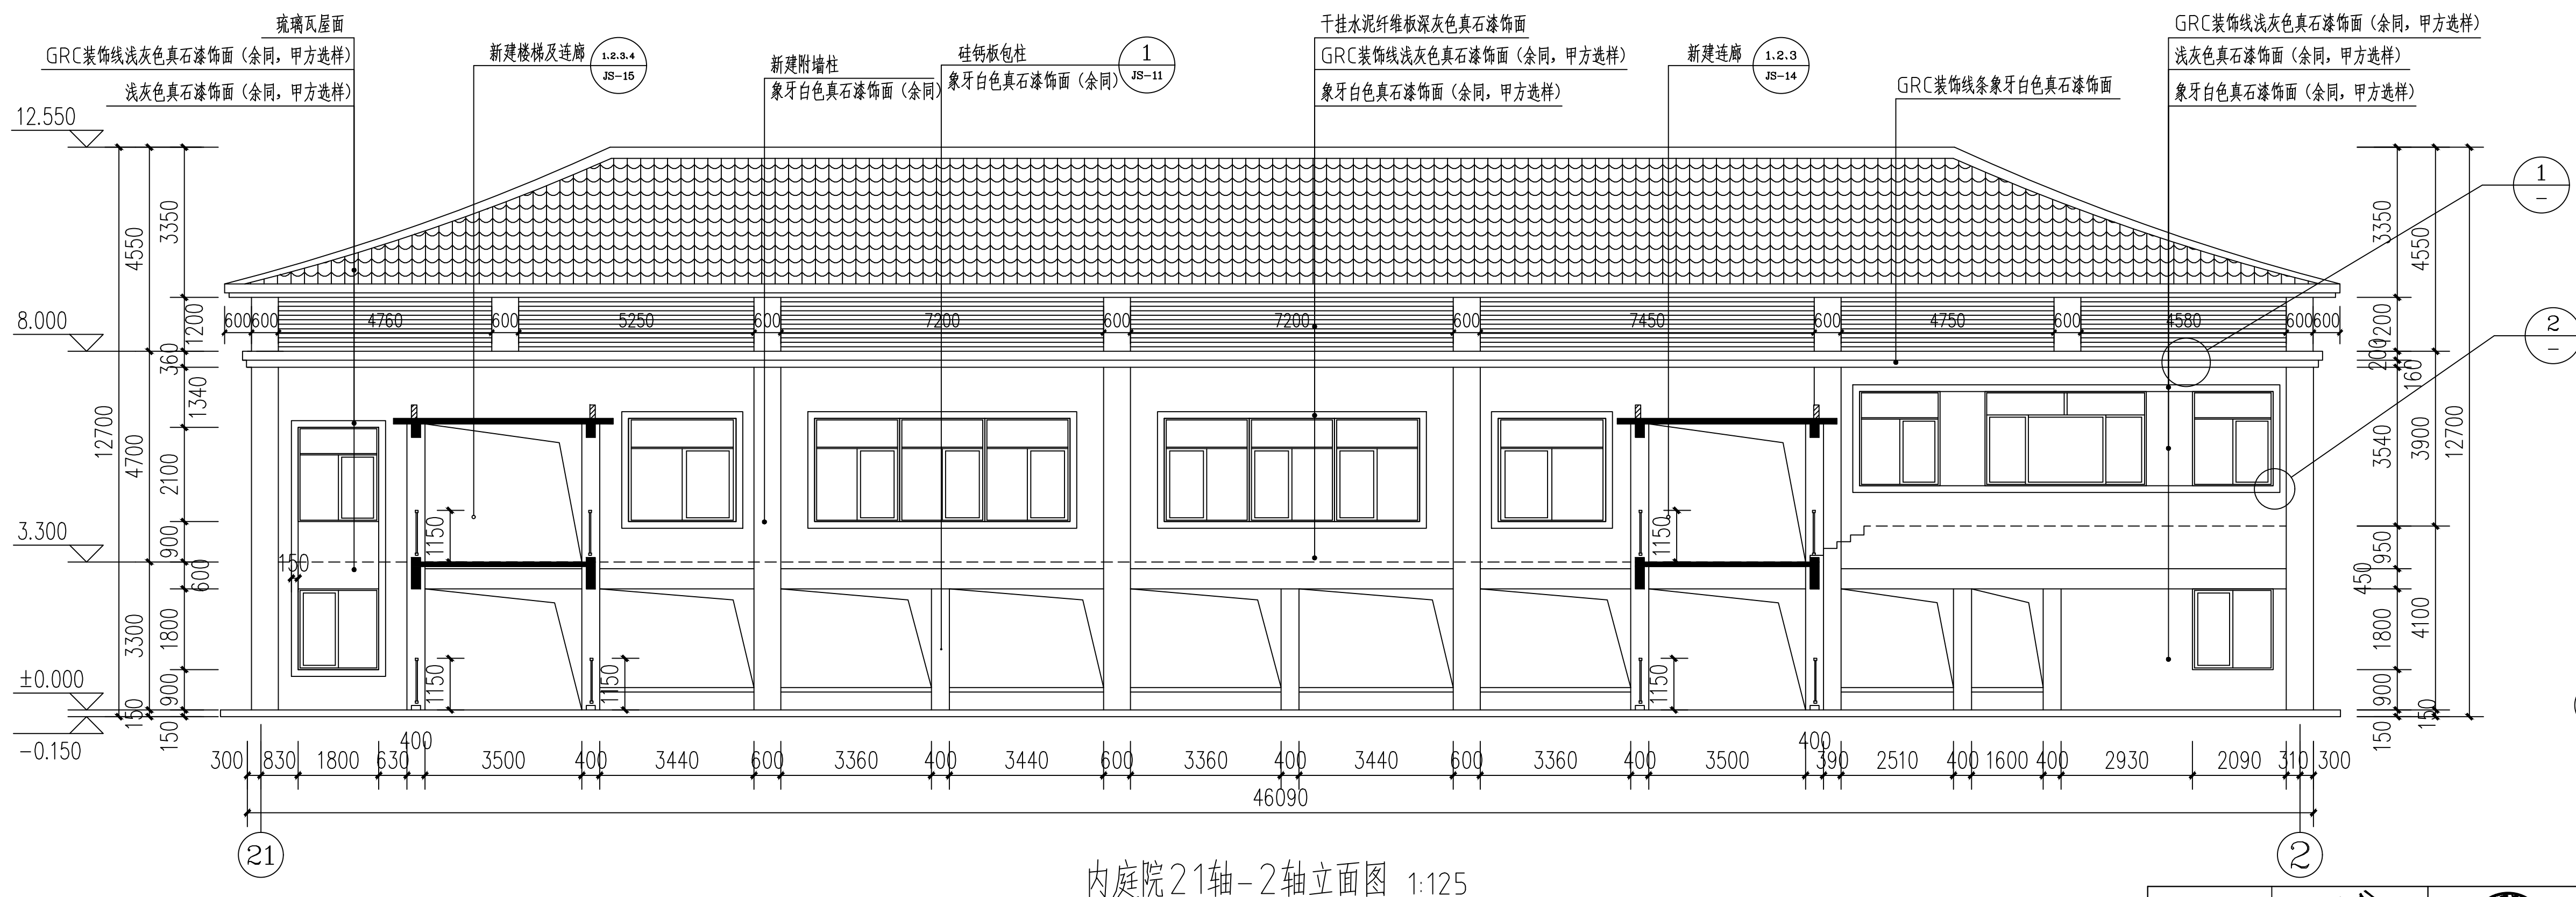 琉璃瓦屋面
GRC装饰线浅灰色真石漆饰面（余同，甲方选样）
浅灰色真石漆饰面（余同，甲方选样）
新建楼梯及连廊
1.2.3.4
JS-15
新建附墙柱
象牙白色真石漆饰面（余同）
硅钙板包柱
象牙白色真石漆饰面（余同）
1
JS-11
干挂水泥纤维板深灰色真石漆饰面
GRC装饰线浅灰色真石漆饰面（余同，甲方选样）
象牙白色真石漆饰面（余同，甲方选样）
新建连廊
1.2.3
JS-14
GRC装饰线条象牙白色真石漆饰面
GRC装饰线浅灰色真石漆饰面（余同，甲方选样）
浅灰色真石漆饰面（余同，甲方选样）
象牙白色真石漆饰面（余同，甲方选样）
12.550
8.000
3.300
±0.000
-0.150
12700
4550
4700
3300
150
3350
1200
360
1340
2100
900
600
1800
900
150
600 600 4760 600 5250 600 7200 600 7200 600 7450 600 4750 600 4580 600 600
150
1150
1150
1150
1150
1150
3350
1200
200
160
3540
950
450
1800
900
150
4550
3900
4100
150
12700
1
-
2
-
300 830 1800 630 400 3500 400 3440 600 3360 400 3440 600 3360 400 3440 600 3360 400 3500 400 390 2510 400 1600 400 2930 2090 310 300
46090
21
2
内庭院21轴-2轴立面图 1:125